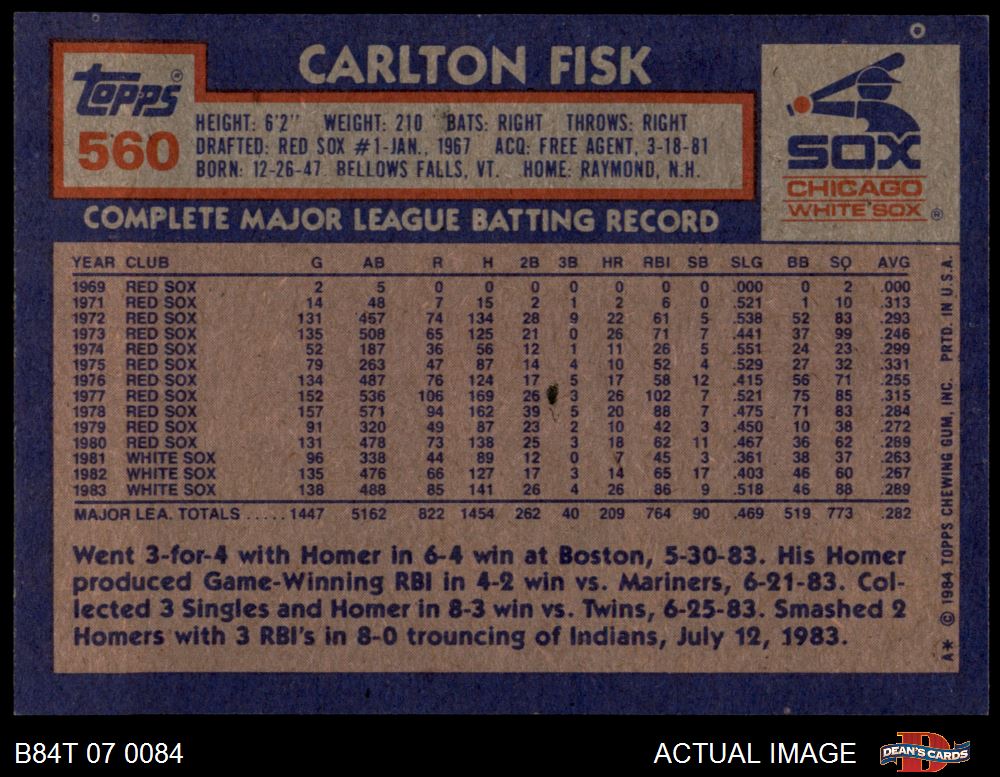 CARLTON FISK
Topps®
560
HEIGHT: 6'2" WEIGHT: 210 BATS: RIGHT THROWS: RIGHT
DRAFTED: RED SOX #1-JAN., 1967 ACQ: FREE AGENT, 3-18-81
BORN: 12-26-47 BELLOWS FALLS, VT. HOME: RAYMOND, N.H.
SOX
CHICAGO
WHITE SOX ®
COMPLETE MAJOR LEAGUE BATTING RECORD
YEAR CLUB G AB R H 2B 3B HR RBI SB SLG BB SO AVG
1969 RED SOX 2 5 0 0 0 0 0 0 0 .000 0 2 .000
1971 RED SOX 14 48 7 15 2 1 2 6 0 .521 1 10 .313
1972 RED SOX 131 457 74 134 28 9 22 61 5 .538 52 83 .293
1973 RED SOX 135 508 65 125 21 0 26 71 7 .441 37 99 .246
1974 RED SOX 52 187 36 56 12 1 11 26 5 .551 24 23 .299
1975 RED SOX 79 263 47 87 14 4 10 52 4 .529 27 32 .331
1976 RED SOX 134 487 76 124 17 5 17 58 12 .415 56 71 .255
1977 RED SOX 152 536 106 169 26 3 26 102 7 .521 75 85 .315
1978 RED SOX 157 571 94 162 39 5 20 88 7 .475 71 83 .284
1979 RED SOX 91 320 49 87 23 2 10 42 3 .450 10 38 .272
1980 RED SOX 131 478 73 138 25 3 18 62 11 .467 36 62 .289
1981 WHITE SOX 96 338 44 89 12 0 7 45 3 .361 38 37 .263
1982 WHITE SOX 135 476 66 127 17 3 14 65 17 .403 46 60 .267
1983 WHITE SOX 138 488 85 141 26 4 26 86 9 .518 46 88 .289
MAJOR LEA. TOTALS ..... 1447 5162 822 1454 262 40 209 764 90 .469 519 773 .282
Went 3-for-4 with Homer in 6-4 win at Boston, 5-30-83. His Homer
produced Game-Winning RBI in 4-2 win vs. Mariners, 6-21-83. Col-
lected 3 Singles and Homer in 8-3 win vs. Twins, 6-25-83. Smashed 2
Homers with 3 RBI's in 8-0 trouncing of Indians, July 12, 1983.
A* © 1984 TOPPS CHEWING GUM, INC. PRTD. IN U.S.A.
B84T 07 0084
ACTUAL IMAGE
DEAN'S CARDS